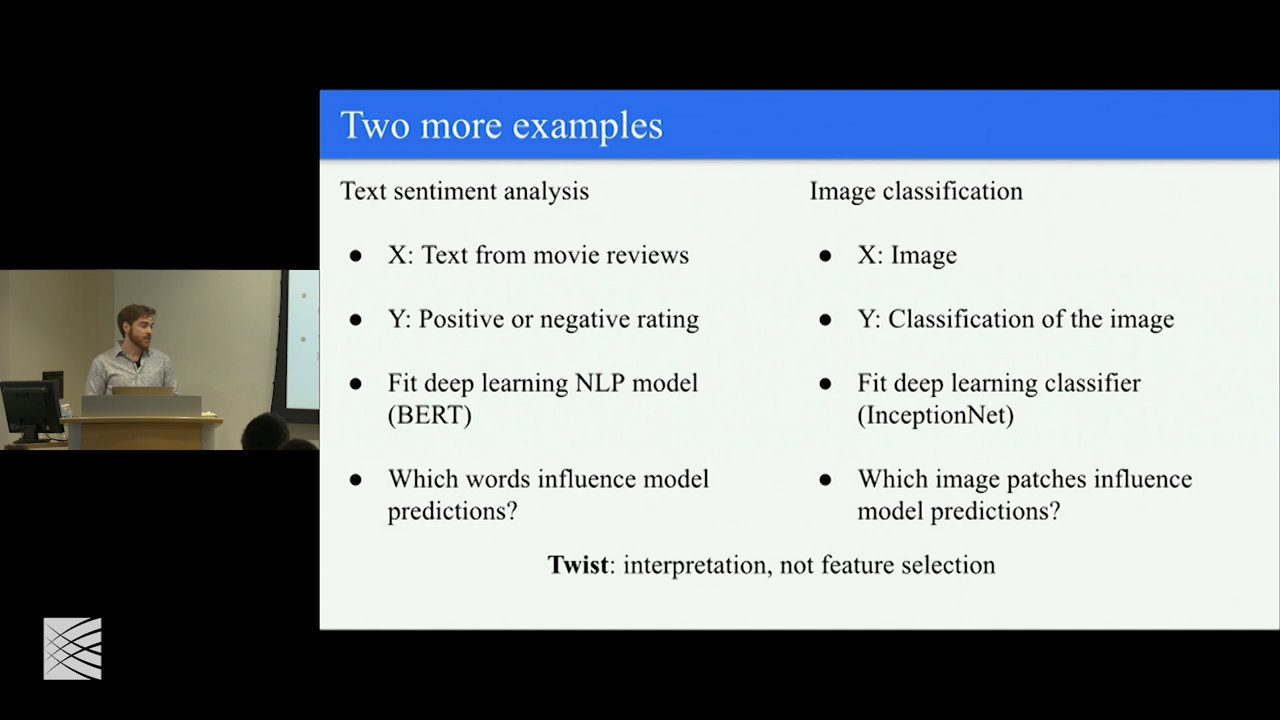 Two more examples
Text sentiment analysis
● X: Text from movie reviews
● Y: Positive or negative rating
● Fit deep learning NLP model
(BERT)
● Which words influence model
predictions?
Image classification
● X: Image
● Y: Classification of the image
● Fit deep learning classifier
(InceptionNet)
● Which image patches influence
model predictions?
Twist: interpretation, not feature selection